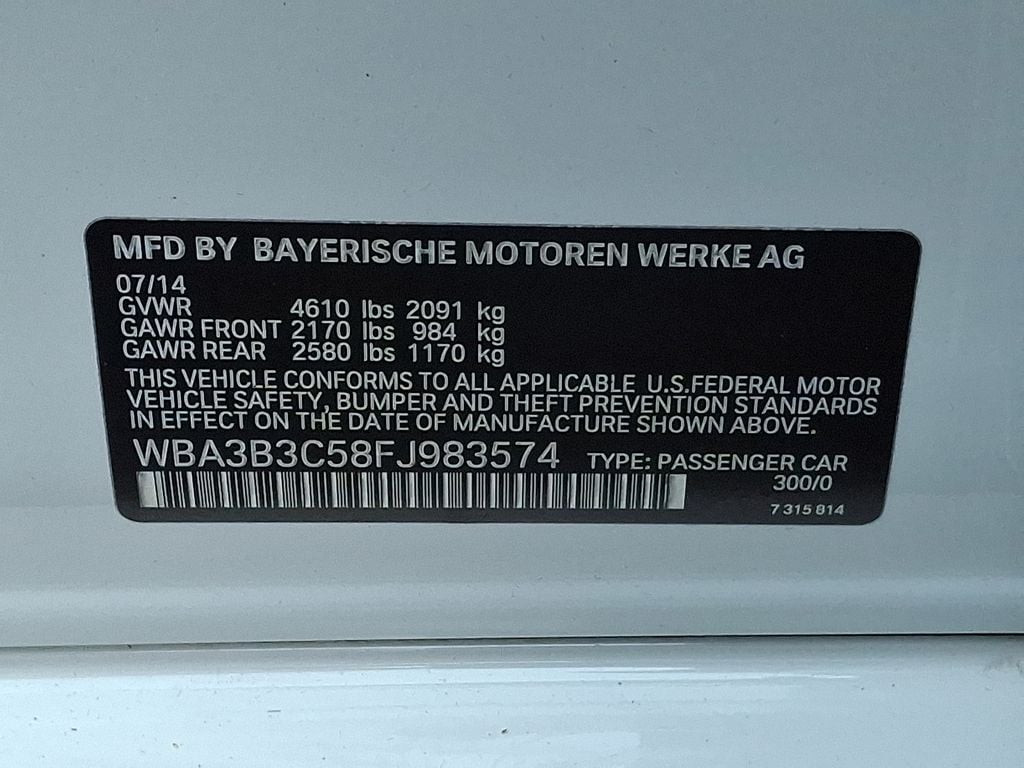 MFD BY BAYERISCHE MOTOREN WERKE AG
07/14
GVWR 4610 lbs 2091 kg
GAWR FRONT 2170 lbs 984 kg
GAWR REAR 2580 lbs 1170 kg
THIS VEHICLE CONFORMS TO ALL APPLICABLE U.S.FEDERAL MOTOR
VEHICLE SAFETY, BUMPER AND THEFT PREVENTION STANDARDS
IN EFFECT ON THE DATE OF MANUFACTURE SHOWN ABOVE.
WBA3B3C58FJ983574 TYPE: PASSENGER CAR
300/0
7 315 814